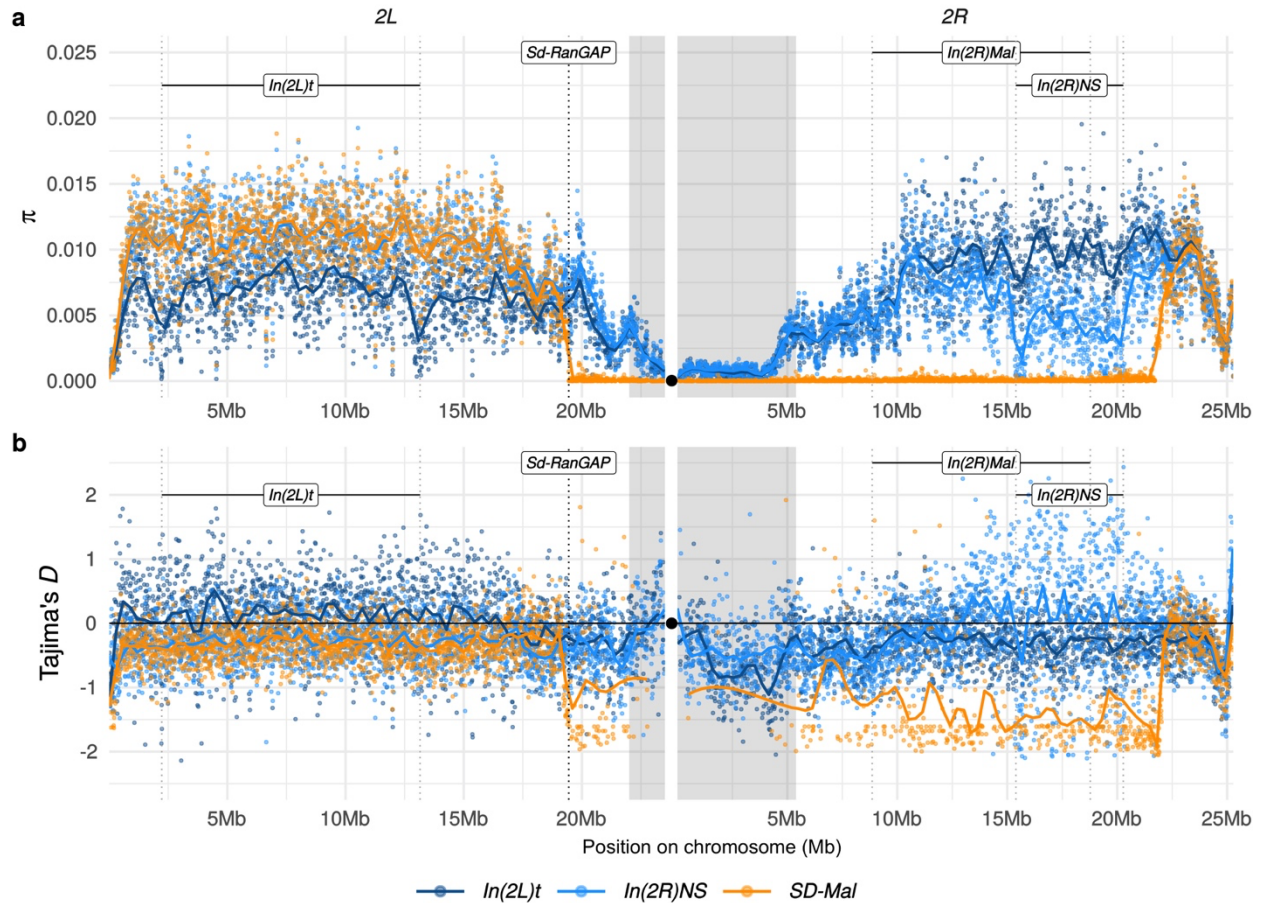 a
2L 2R
0.025
0.020
0.015
0.010
0.005
0.000
π
Sd-RanGAP
In(2R)Mal
In(2L)t
In(2R)NS
5Mb 10Mb 15Mb 20Mb 5Mb 10Mb 15Mb 20Mb 25Mb
b
2
1
0
-1
-2
Tajima's D
Sd-RanGAP
In(2R)Mal
In(2L)t
In(2R)NS
5Mb 10Mb 15Mb 20Mb 5Mb 10Mb 15Mb 20Mb 25Mb
Position on chromosome (Mb)
In(2L)t In(2R)NS SD-Mal